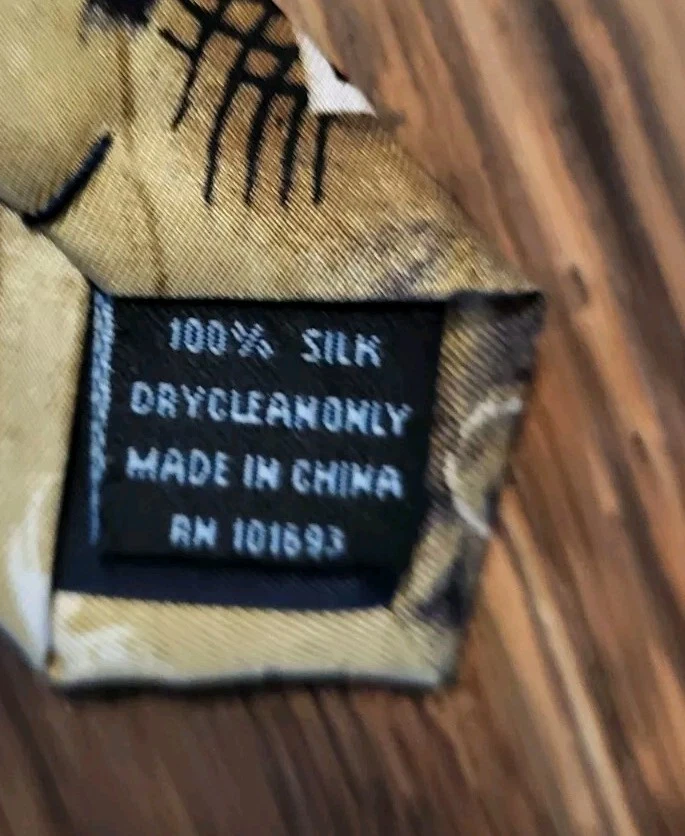 100% SILK
DRYCLEANONLY
MADE IN CHINA
RN 101693